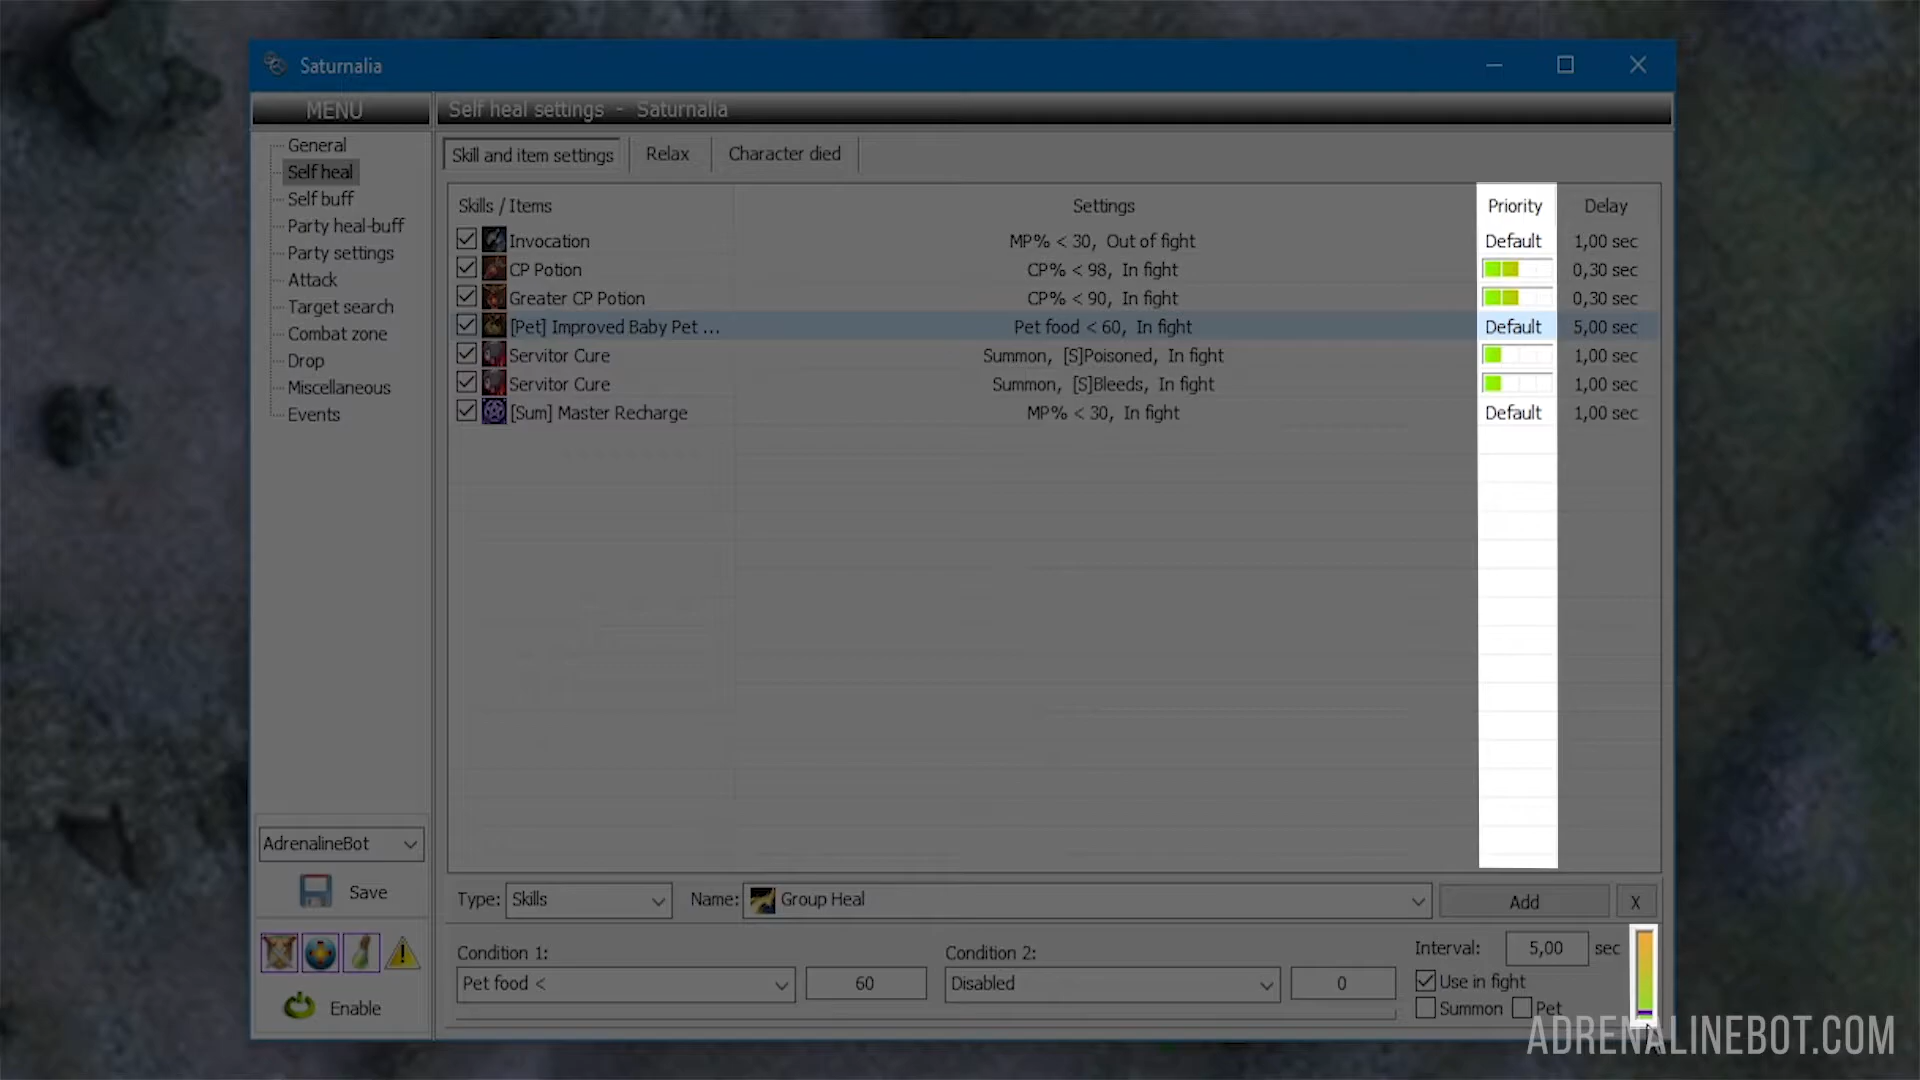 Saturnalia
MENU
Self heal settings - Saturnalia
General
Self heal
Self buff
Party heal-buff
Party settings
Attack
Target search
Combat zone
Drop
Miscellaneous
Events
Skill and item settings
Relax
Character died
Skills / Items Settings Priority Delay
Invocation MP% < 30, Out of fight Default 1,00 sec
CP Potion CP% < 98, In fight 0,30 sec
Greater CP Potion CP% < 90, In fight 0,30 sec
[Pet] Improved Baby Pet ... Pet food < 60, In fight Default 5,00 sec
Servitor Cure Summon, [S]Poisoned, In fight 1,00 sec
Servitor Cure Summon, [S]Bleeds, In fight 1,00 sec
[Sum] Master Recharge MP% < 30, In fight Default 1,00 sec
AdrenalineBot
Save
Enable
Type: Skills Name: Group Heal Add X
Condition 1:
Pet food < 60
Condition 2:
Disabled 0
Interval: 5,00 sec
Use in fight
Summon Pet
ADRENALINEBOT.COM